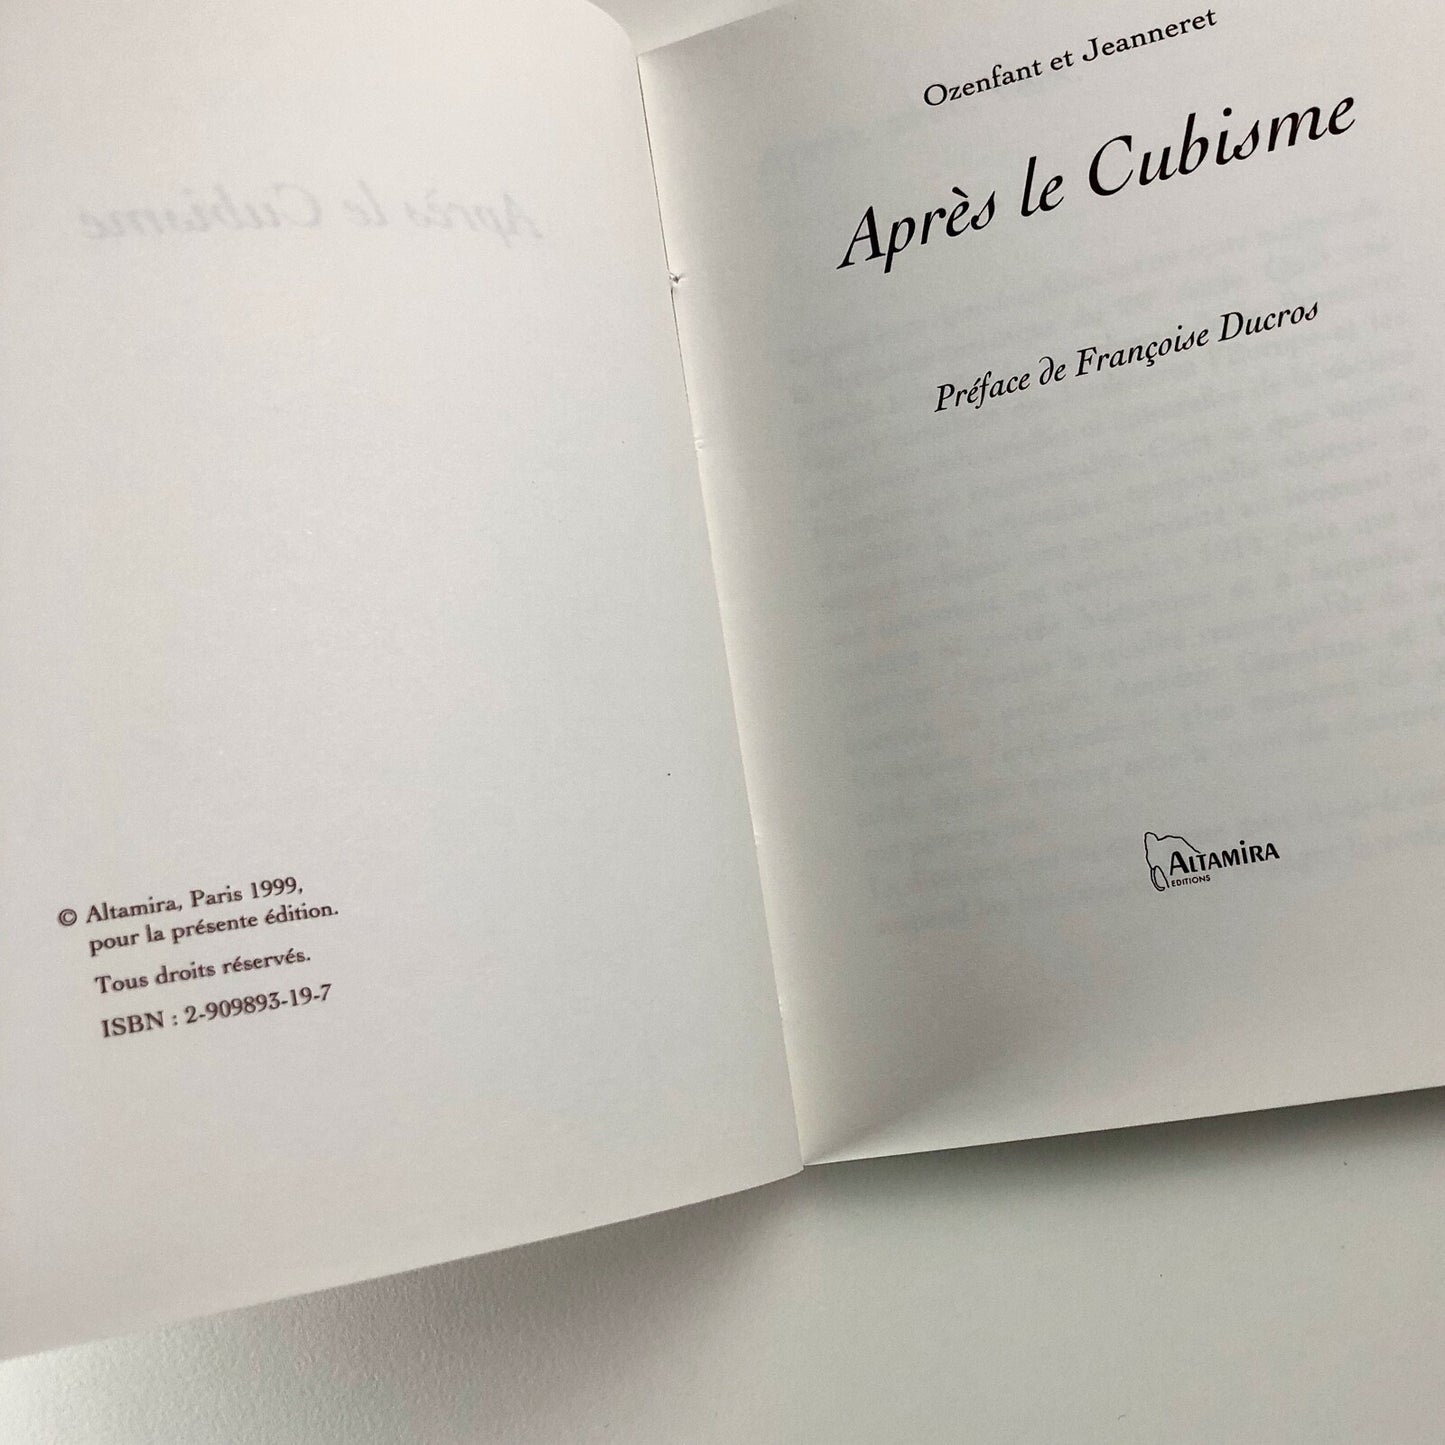 © Altamira, Paris 1999,
pour la présente édition.
Tous droits réservés.
ISBN : 2-909893-19-7
Ozenfant et Jeanneret
Après le Cubisme
Préface de Françoise Ducros
ALTAMIRA
EDITIONS